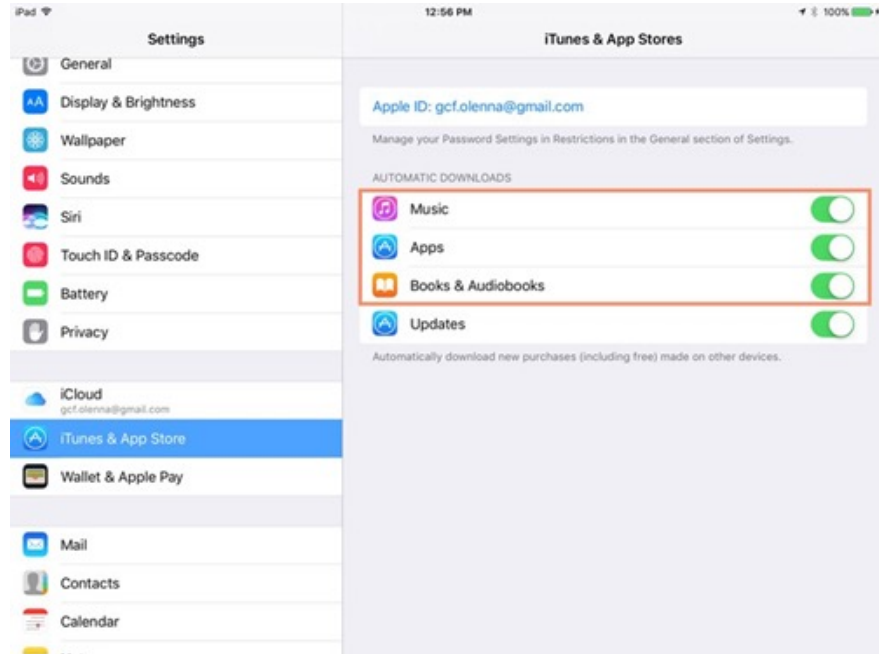 iPad
12:56 PM
100%
Settings
iTunes & App Stores
General
Display & Brightness
Wallpaper
Sounds
Siri
Touch ID & Passcode
Battery
Privacy
iCloud
gcf.olenna@gmail.com
iTunes & App Store
Wallet & Apple Pay
Mail
Contacts
Calendar
Apple ID: gcf.olenna@gmail.com
Manage your Password Settings in Restrictions in the General section of Settings.
AUTOMATIC DOWNLOADS
Music
Apps
Books & Audiobooks
Updates
Automatically download new purchases (including free) made on other devices.